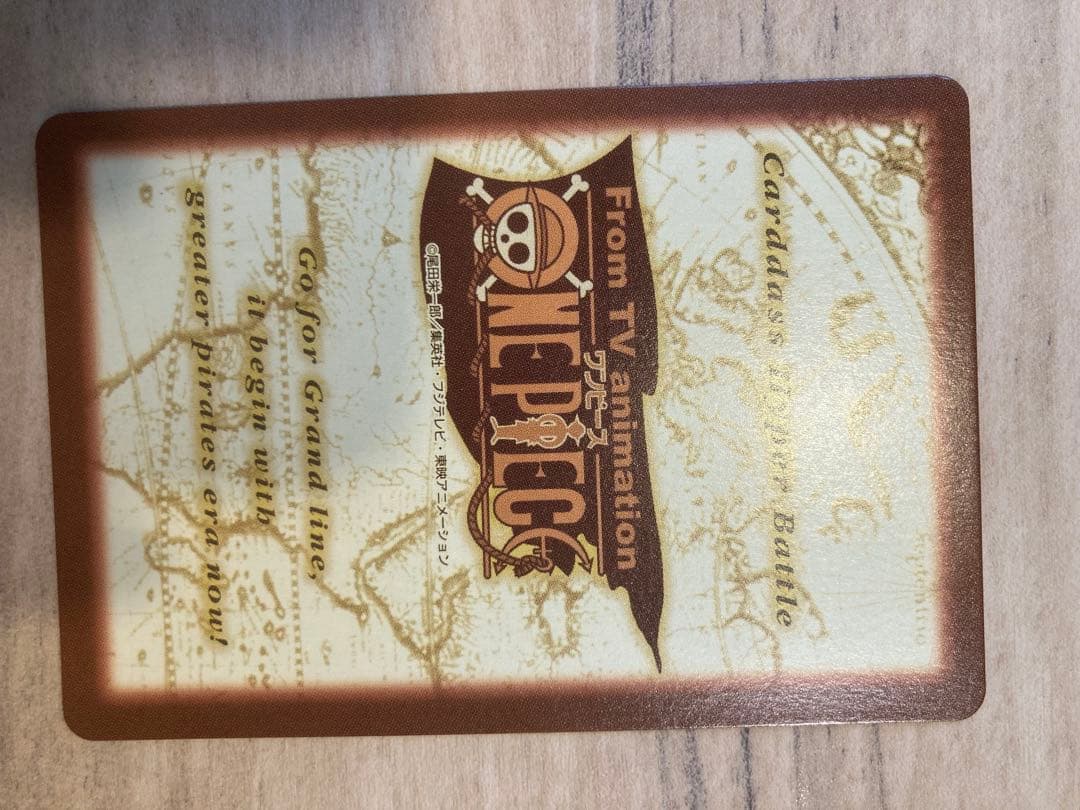 Carddass Hyper Battle
From TV animation
ワンピース
ONE PIECE
©尾田栄一郎/集英社・フジテレビ・東映アニメーション
Go for Grand line,
it begin with
greater pirates era now!